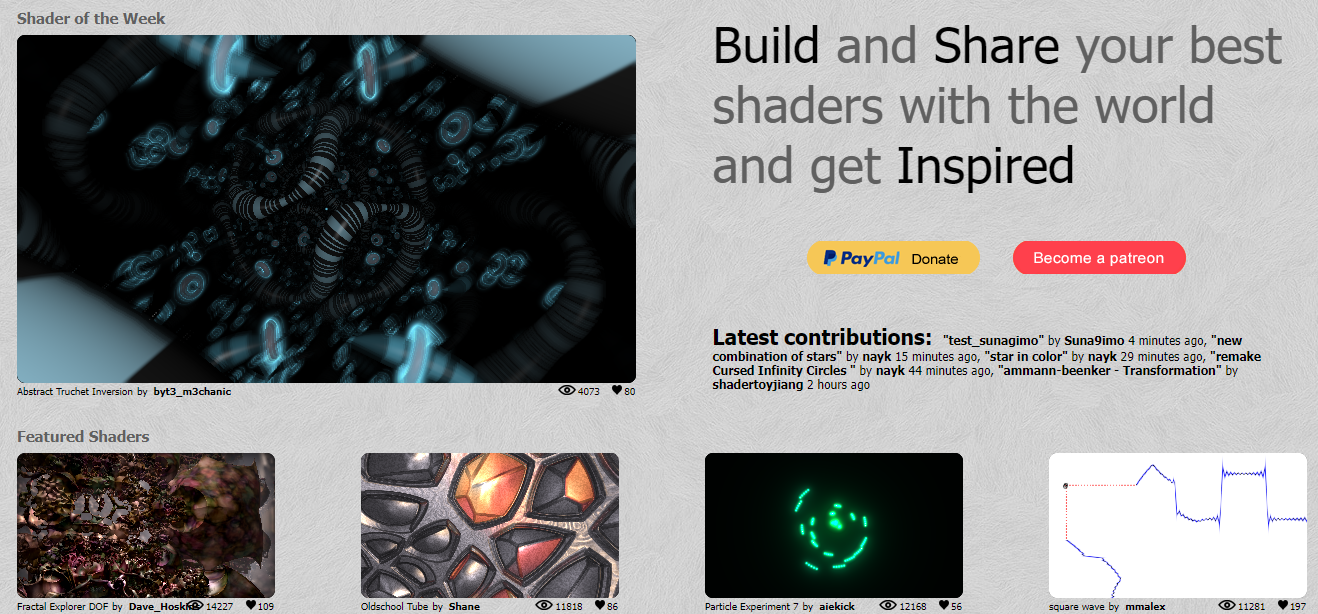 Shader of the Week
Abstract Truchet Inversion by byt3_m3chanic 4073 80
Build and Share your best
shaders with the world
and get Inspired
PayPal Donate
Become a patreon
Latest contributions: "test_sunagimo" by Suna9imo 4 minutes ago, "new
combination of stars" by nayk 15 minutes ago, "star in color" by nayk 29 minutes ago, "remake
Cursed Infinity Circles " by nayk 44 minutes ago, "ammann-beenker - Transformation" by
shadertoyjiang 2 hours ago
Featured Shaders
Fractal Explorer DOF by 14227 109
Oldschool Tube by Shane 11818 86
Particle Experiment 7 by aiekick 12168 56
square wave by mmalex 11281 197